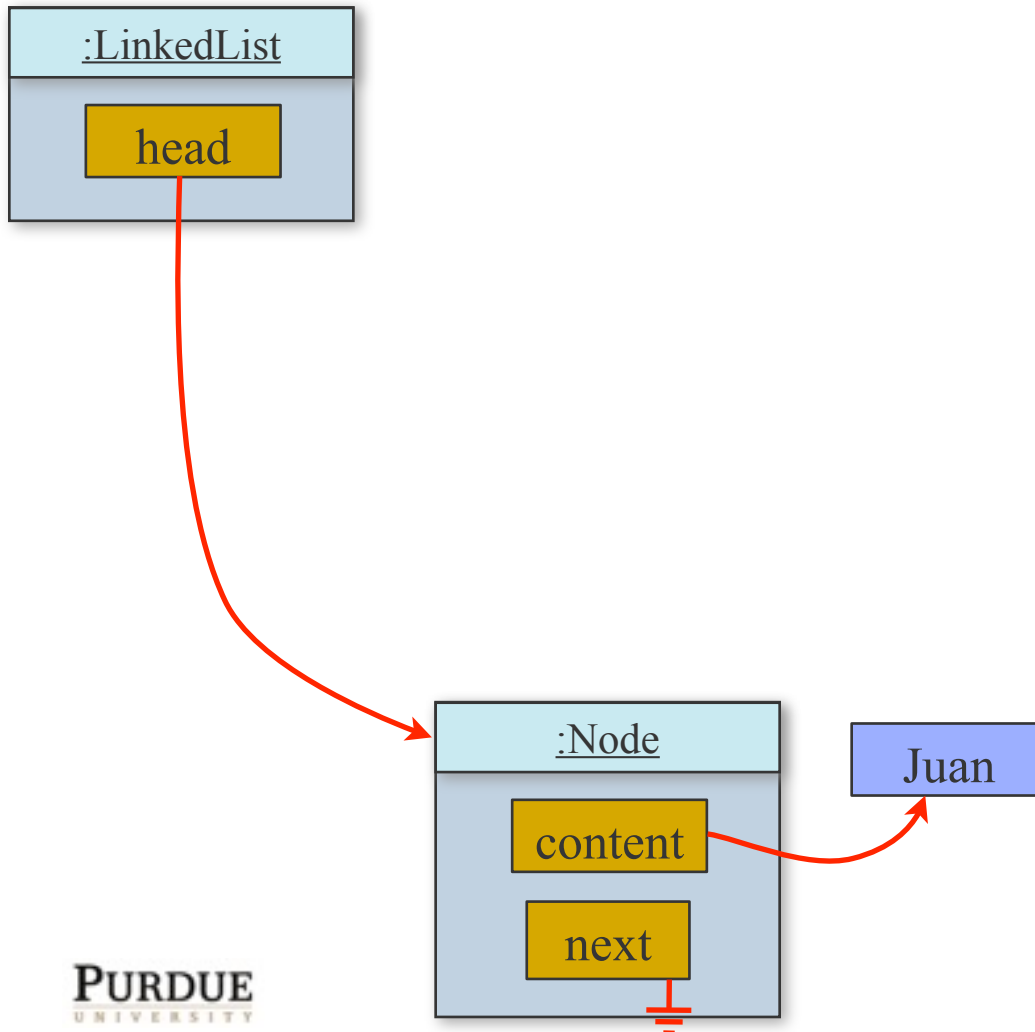 :LinkedList
head
:Node
Juan
content
next
PURDUE
UNIVERSITY